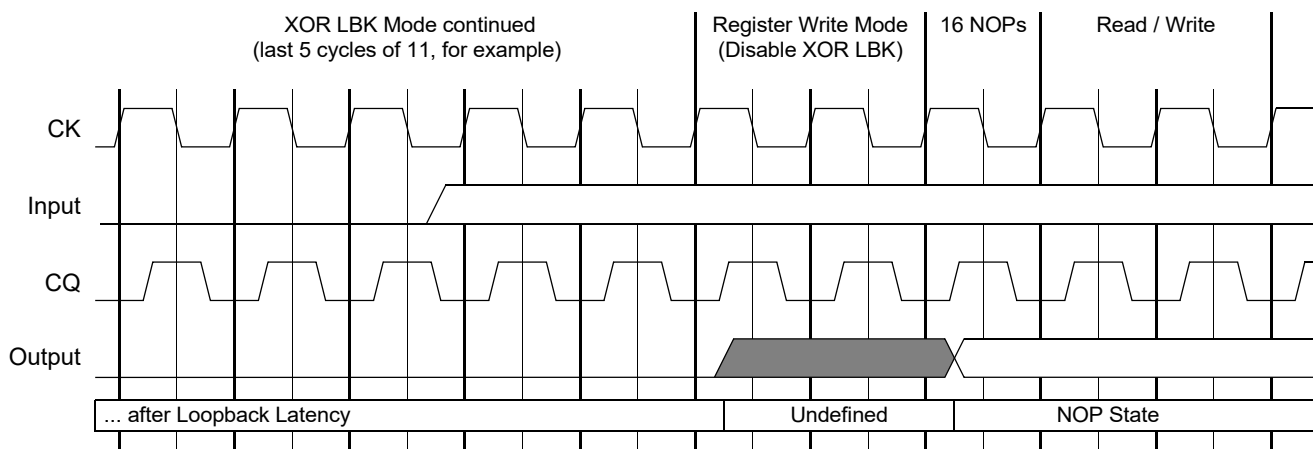 XOR LBK Mode continued
(last 5 cycles of 11, for example)
Register Write Mode
(Disable XOR LBK)
16 NOPs
Read / Write
CK
Input
CQ
Output
... after Loopback Latency
Undefined
NOP State